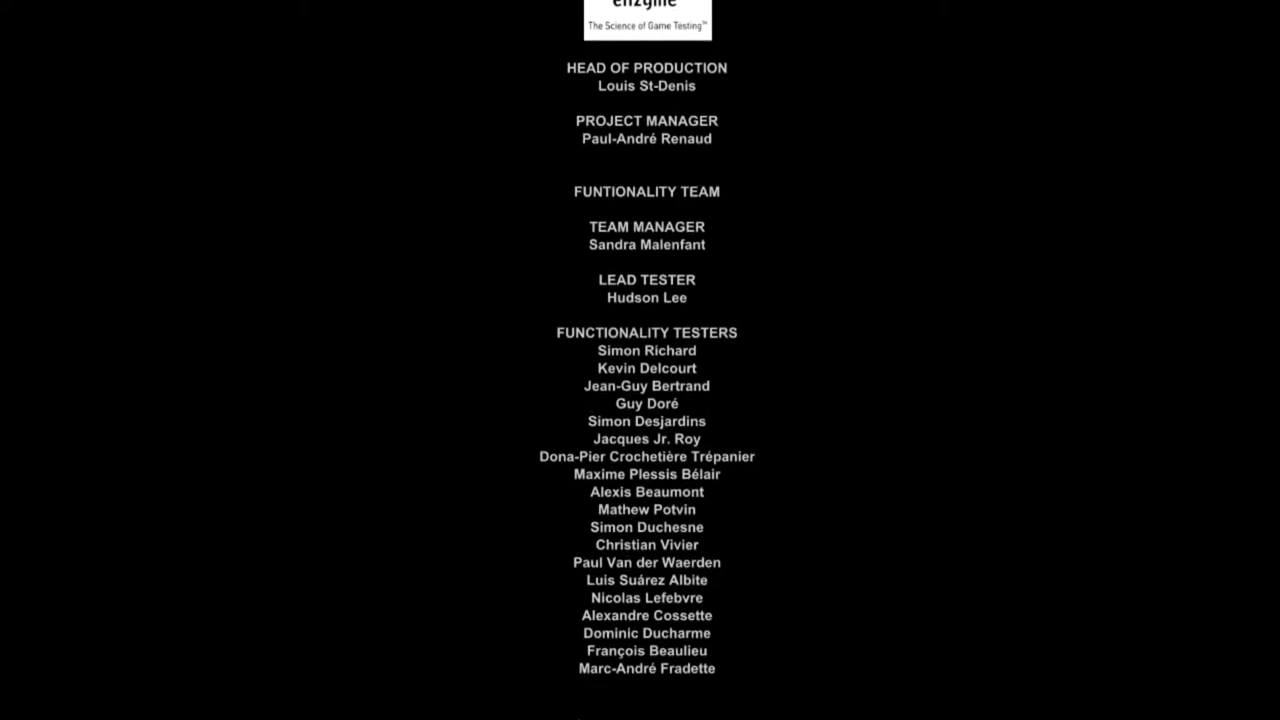 enzyme
The Science of Game Testing™
HEAD OF PRODUCTION
Louis St-Denis
PROJECT MANAGER
Paul-André Renaud
FUNTIONALITY TEAM
TEAM MANAGER
Sandra Malenfant
LEAD TESTER
Hudson Lee
FUNCTIONALITY TESTERS
Simon Richard
Kevin Delcourt
Jean-Guy Bertrand
Guy Doré
Simon Desjardins
Jacques Jr. Roy
Dona-Pier Crochetière Trépanier
Maxime Plessis Bélair
Alexis Beaumont
Mathew Potvin
Simon Duchesne
Christian Vivier
Paul Van der Waerden
Luis Suárez Albite
Nicolas Lefebvre
Alexandre Cossette
Dominic Ducharme
François Beaulieu
Marc-André Fradette